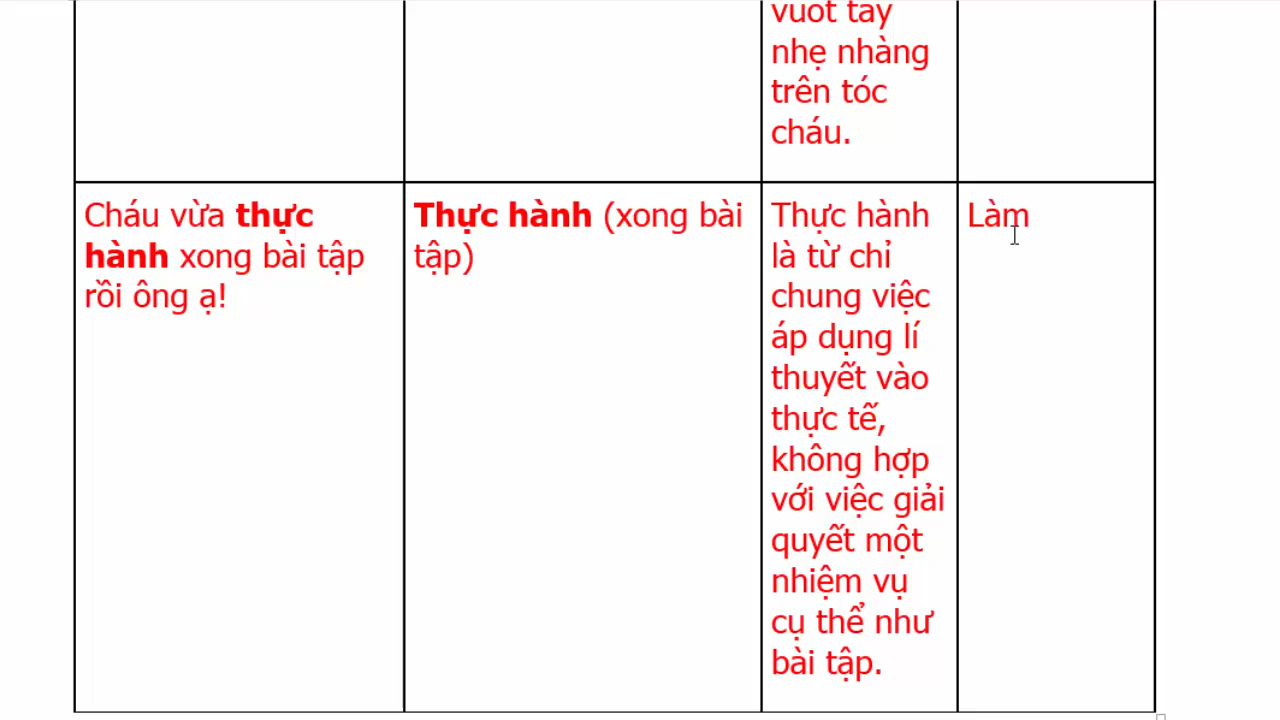 vuốt tay
nhẹ nhàng
trên tóc
cháu.
Cháu vừa thực
hành xong bài tập
rồi ông ạ!
Thực hành (xong bài
tập)
Thực hành
là từ chỉ
chung việc
áp dụng lí
thuyết vào
thực tế,
không hợp
với việc giải
quyết một
nhiệm vụ
cụ thể như
bài tập.
Làm